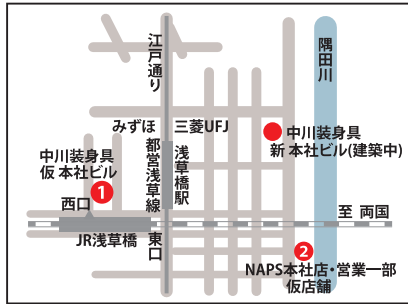 江戸通り
隅田川
みずほ
三菱UFJ
中川装身具
新 本社ビル(建築中)
中川装身具
仮 本社ビル
1
都営浅草線
浅草橋駅
西口
至 両国
JR浅草橋
東口
2
NAPS本社店・営業一部
仮店舗